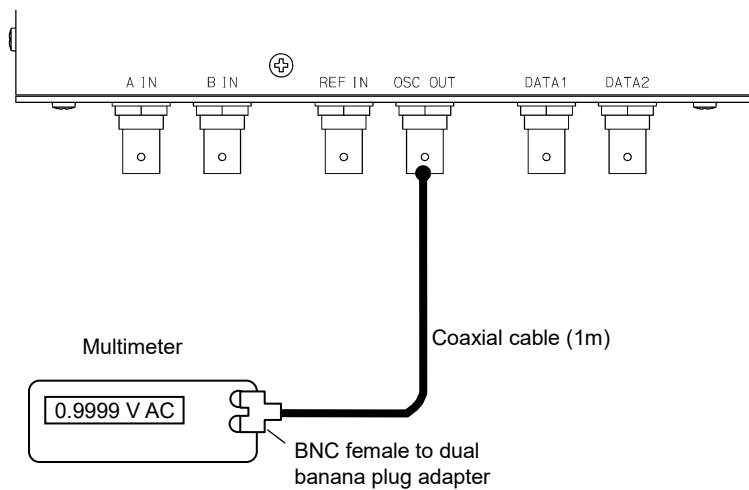 A IN B IN REF IN OSC OUT DATA1 DATA2
Coaxial cable (1m)
Multimeter
0.9999 V AC
BNC female to dual
banana plug adapter